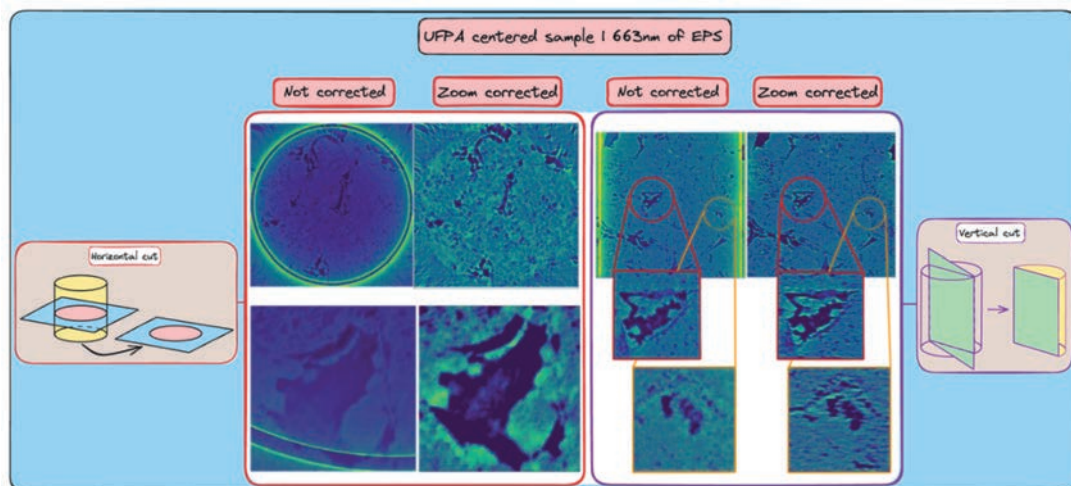 UFPA centered sample | 663nm of EPS
Not corrected
Zoom corrected
Not corrected
Zoom corrected
Horizontal cut
Vertical cut